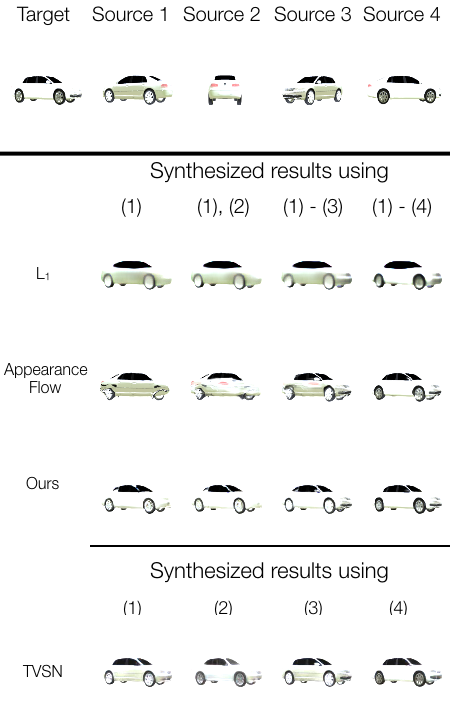 Target Source 1 Source 2 Source 3 Source 4
Synthesized results using
(1) (1), (2) (1) - (3) (1) - (4)
L₁
Appearance
Flow
Ours
Synthesized results using
(1) (2) (3) (4)
TVSN